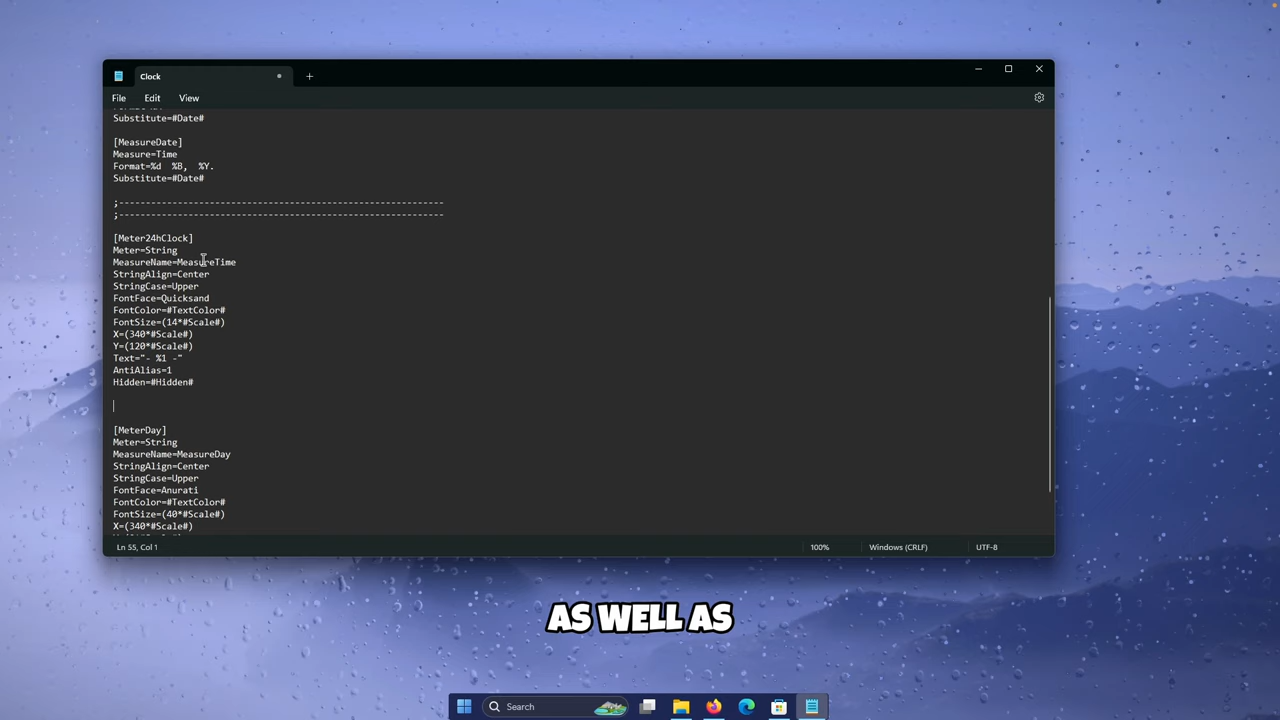 Clock
File Edit View
Substitute=#Date#
[MeasureDate]
Measure=Time
Format=%d %B, %Y.
Substitute=#Date#
;-------------------------------------------------------------
;-------------------------------------------------------------
[Meter24hClock]
Meter=String
MeasureName=MeasureTime
StringAlign=Center
StringCase=Upper
FontFace=Quicksand
FontColor=#TextColor#
FontSize=(14*#Scale#)
X=(340*#Scale#)
Y=(120*#Scale#)
Text="- %1 -"
AntiAlias=1
Hidden=#Hidden#
[MeterDay]
Meter=String
MeasureName=MeasureDay
StringAlign=Center
StringCase=Upper
FontFace=Anurati
FontColor=#TextColor#
FontSize=(40*#Scale#)
X=(340*#Scale#)
Ln 55, Col 1 100% Windows (CRLF) UTF-8
AS WELL AS
Search